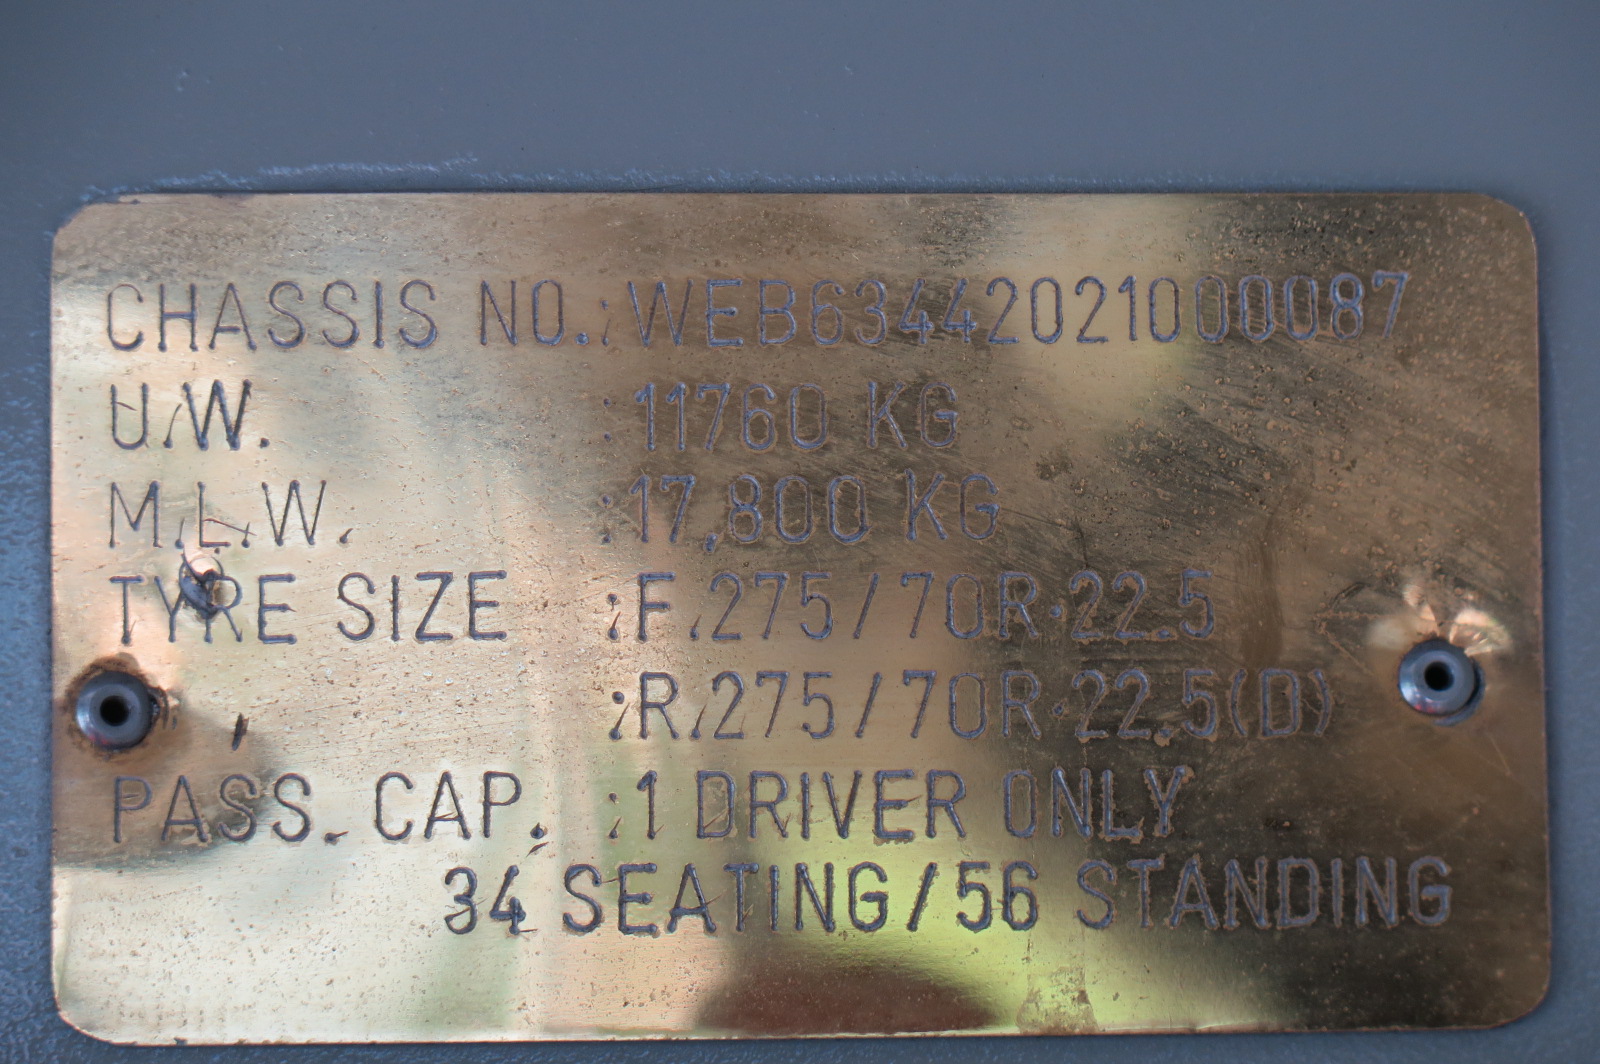 CHASSIS NO.:WEB63442021000087
U.W. :11760 KG
M.L.W. :17,800 KG
TYRE SIZE :F.275/70R.22.5
:R.275/70R.22.5(D)
PASS. CAP. :1 DRIVER ONLY
34 SEATING/56 STANDING